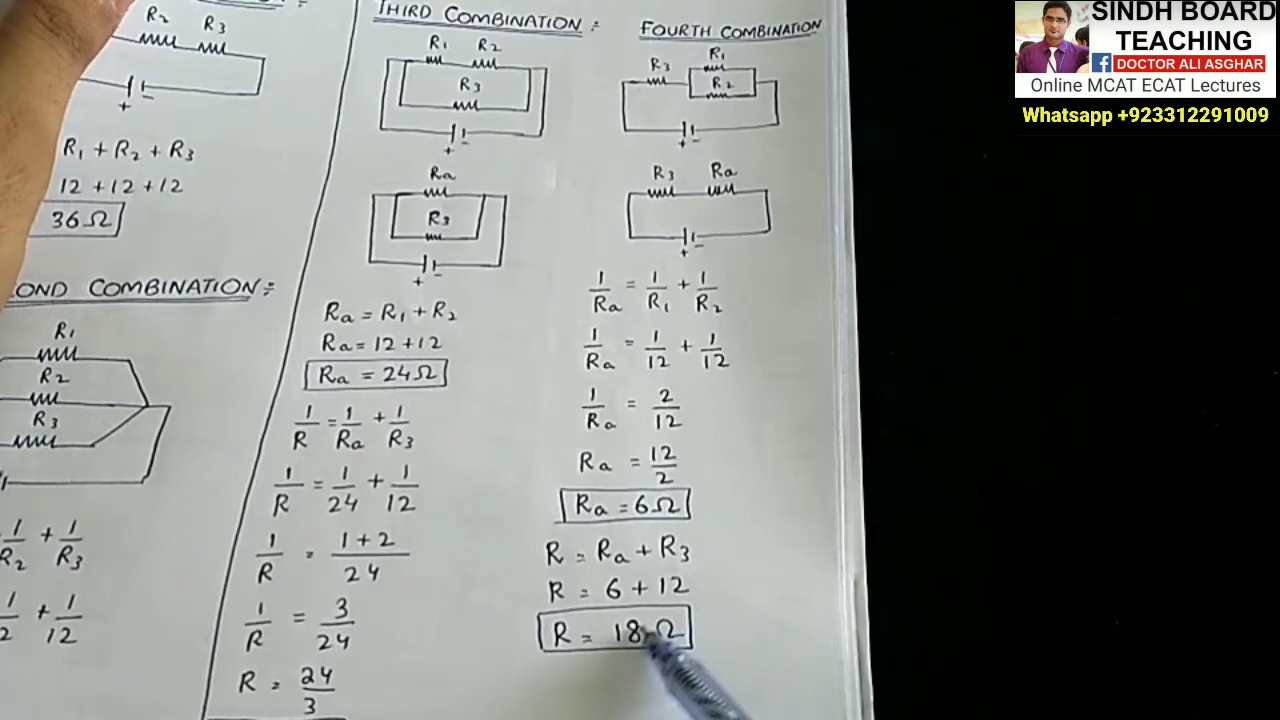 R2 R3
+ -
R1 + R2 + R3
12 + 12 + 12
36Ω
OND COMBINATION :-
R1
R2
R3
1/R2 + 1/R3
1/2 + 1/12
THIRD COMBINATION :-
R1 R2
R3
+ -
Ra
R3
+ -
Ra = R1 + R2
Ra = 12 + 12
Ra = 24Ω
1/R = 1/Ra + 1/R3
1/R = 1/24 + 1/12
1/R = 1+2/24
1/R = 3/24
R = 24/3
FOURTH COMBINATION
R3 R1
R2
+ -
R3 Ra
+ -
1/Ra = 1/R1 + 1/R2
1/Ra = 1/12 + 1/12
1/Ra = 2/12
Ra = 12/2
Ra = 6Ω
R = Ra + R3
R = 6 + 12
R = 18Ω
SINDH BOARD
TEACHING
f DOCTOR ALI ASGHAR
Online MCAT ECAT Lectures
Whatsapp +923312291009